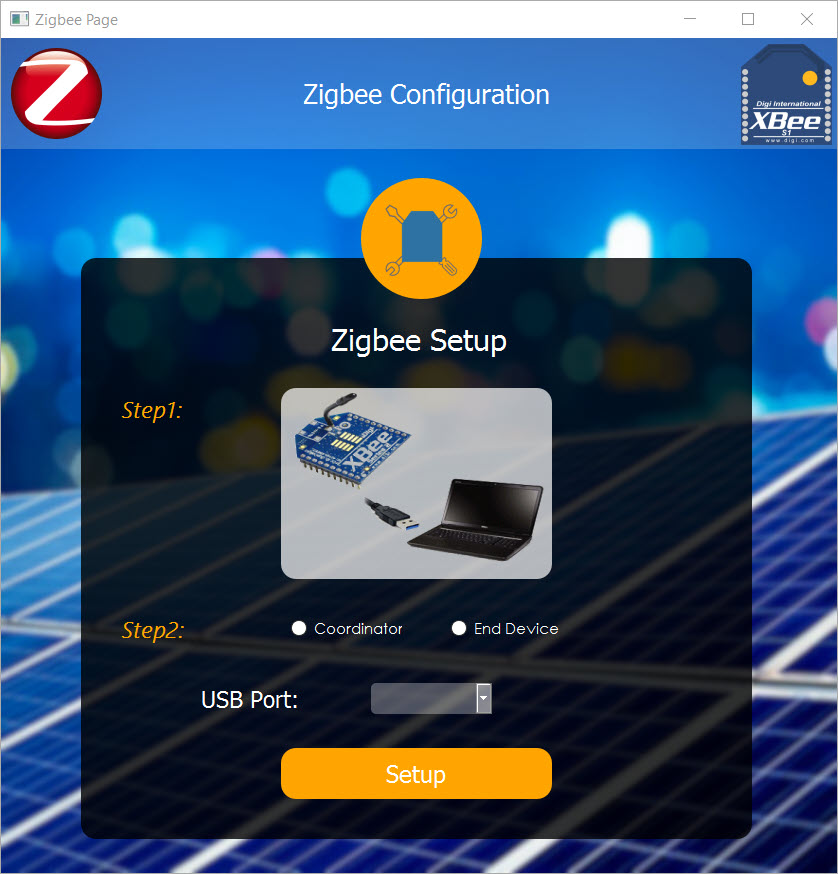 Zigbee Page
Zigbee Configuration
Digi International
XBee
S1
www.digi.com
Zigbee Setup
Step1:
Digi
XBee
Step2:
Coordinator
End Device
USB Port:
Setup